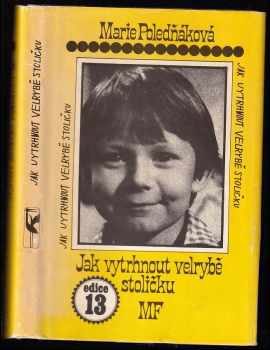 Marie Poledňáková
JAK VYTRHNOUT VELRYBĚ STOLIČKU
JAK VYTRHNOUT VELRYBĚ STOLIČKU
JAK VYTRHNOUT VELRYBĚ STOLIČKU
Jak vytrhnout velrybě
stoličku
edice
13
MF